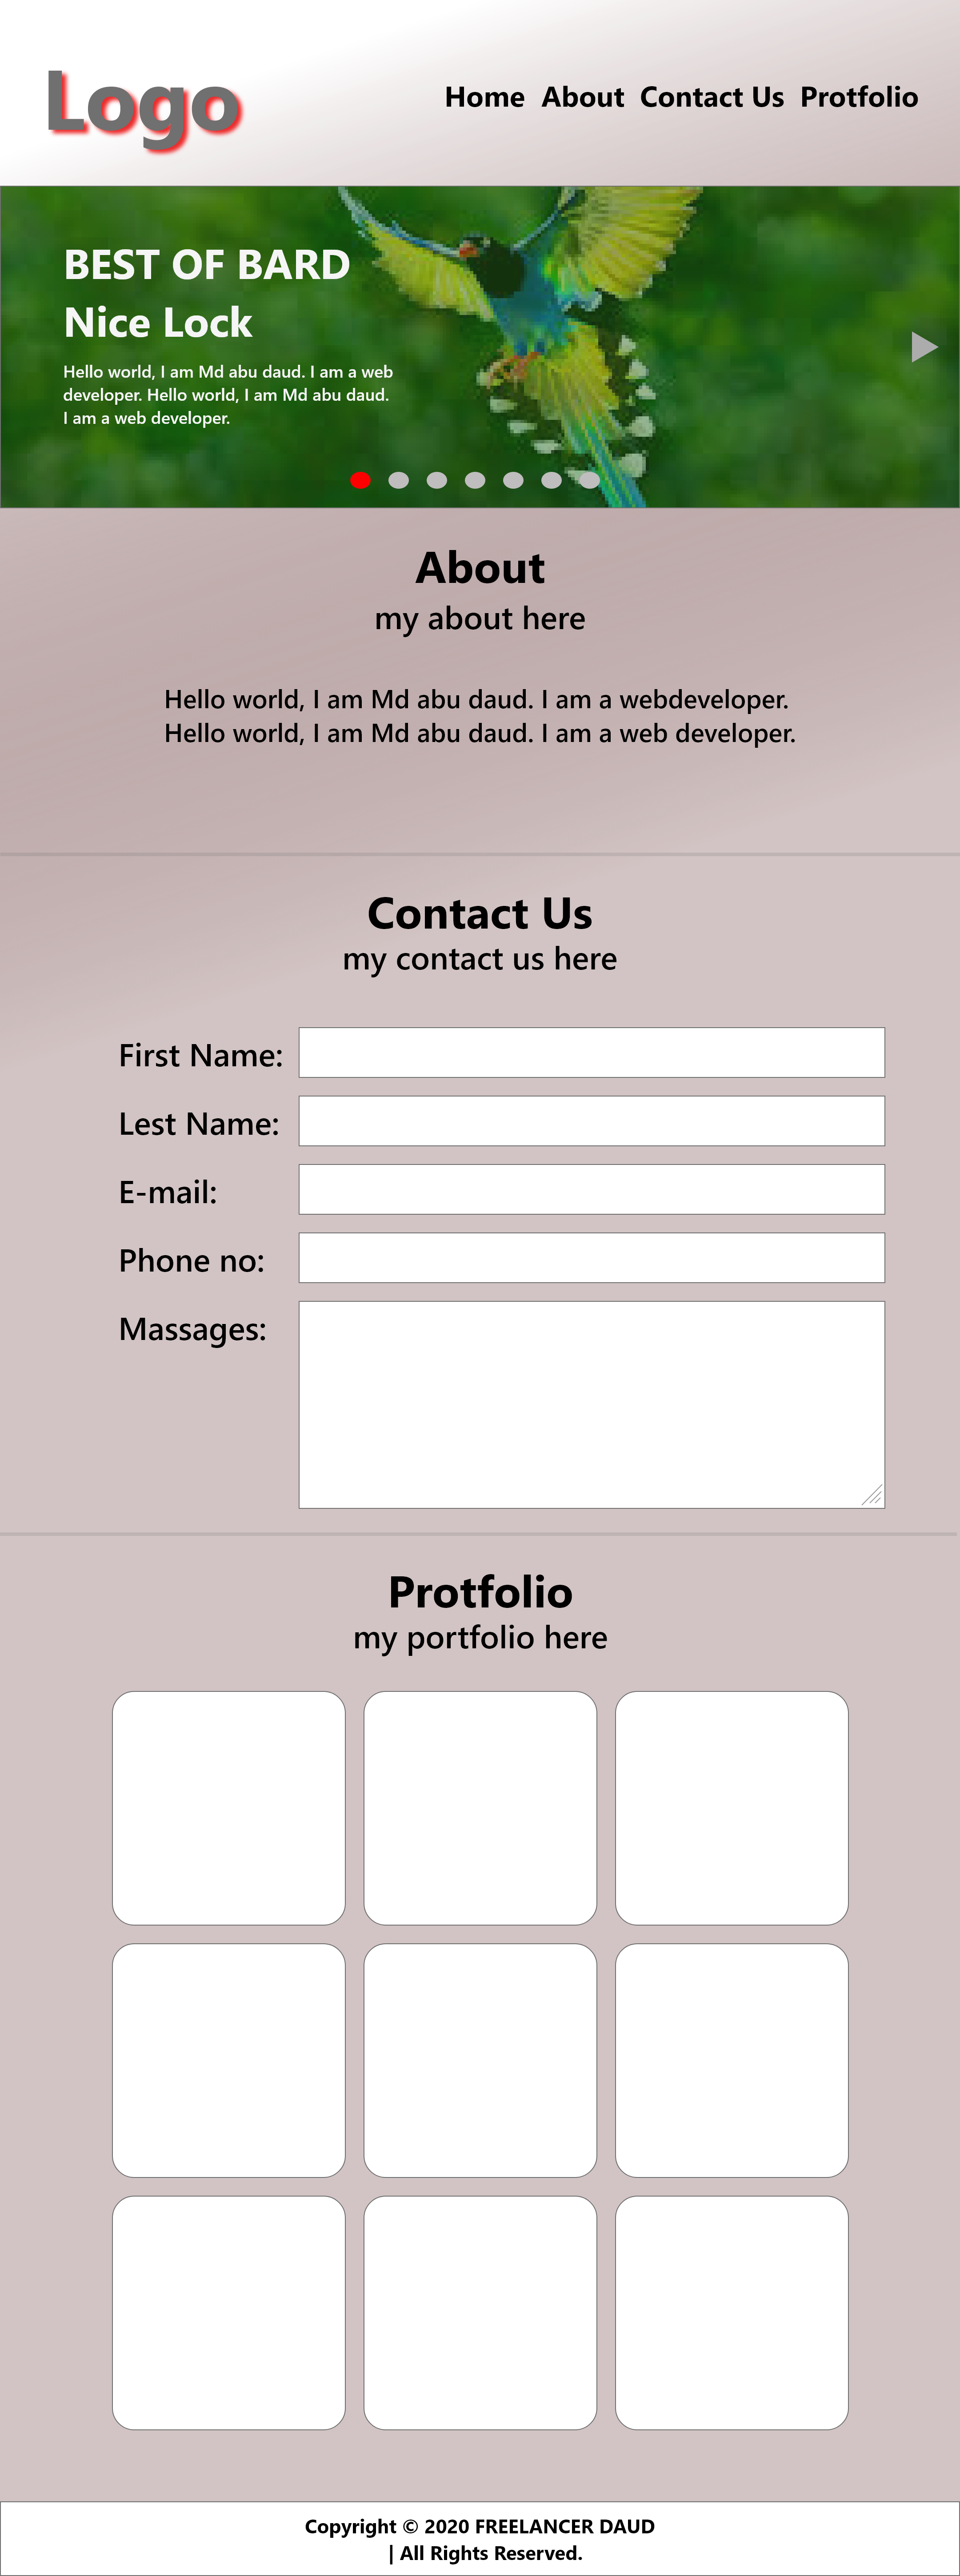 Logo
Home About Contact Us Protfolio
BEST OF BARD
Nice Lock
Hello world, I am Md abu daud. I am a web
developer. Hello world, I am Md abu daud.
I am a web developer.
About
my about here
Hello world, I am Md abu daud. I am a webdeveloper.
Hello world, I am Md abu daud. I am a web developer.
Contact Us
my contact us here
First Name:
Lest Name:
E-mail:
Phone no:
Massages:
Protfolio
my portfolio here
Copyright © 2020 FREELANCER DAUD
| All Rights Reserved.